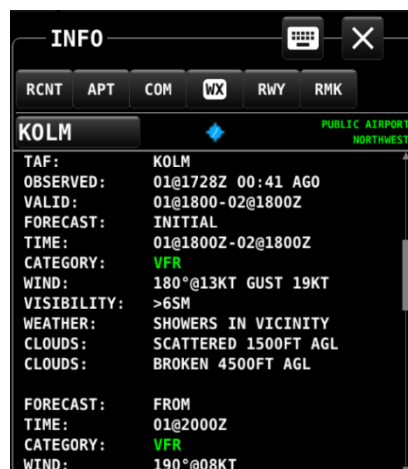 INFO
RCNT APT COM WX RWY RMK
KOLM
PUBLIC AIRPORT
NORTHWEST
TAF: KOLM
OBSERVED: 01@1728Z 00:41 AGO
VALID: 01@1800-02@1800Z
FORECAST: INITIAL
TIME: 01@1800Z-02@1800Z
CATEGORY: VFR
WIND: 180°@13KT GUST 19KT
VISIBILITY: >6SM
WEATHER: SHOWERS IN VICINITY
CLOUDS: SCATTERED 1500FT AGL
CLOUDS: BROKEN 4500FT AGL
FORECAST: FROM
TIME: 01@2000Z
CATEGORY: VFR
WIND: 190°@08KT